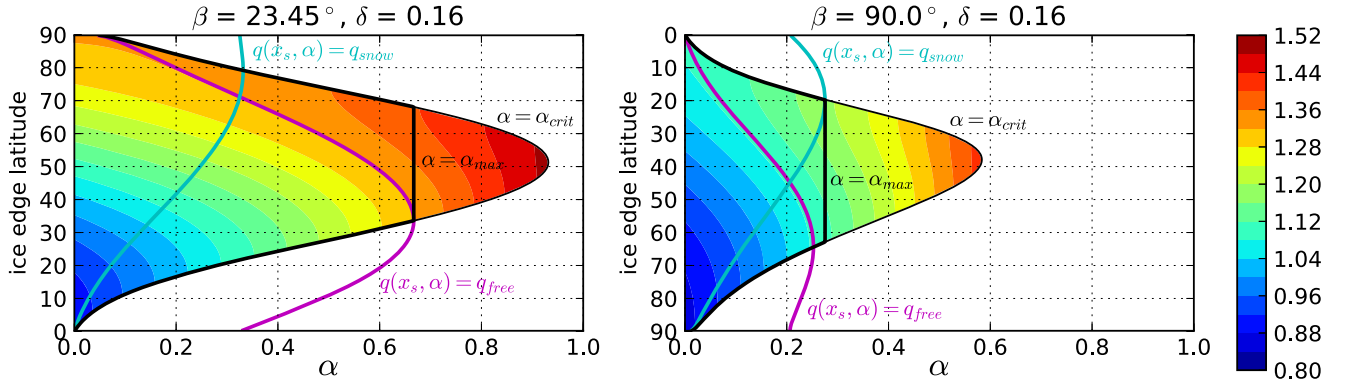 β = 23.45°, δ = 0.16
ice edge latitude
90
80
70
60
50
40
30
20
10
0
q(x_s, α) = q_snow
α = α_crit
α = α_max
q(x_s, α) = q_free
0.0 0.2 0.4 0.6 0.8 1.0
α
β = 90.0°, δ = 0.16
ice edge latitude
0
10
20
30
40
50
60
70
80
90
q(x_s, α) = q_snow
α = α_crit
α = α_max
q(x_s, α) = q_free
0.0 0.2 0.4 0.6 0.8 1.0
α
1.52
1.44
1.36
1.28
1.20
1.12
1.04
0.96
0.88
0.80